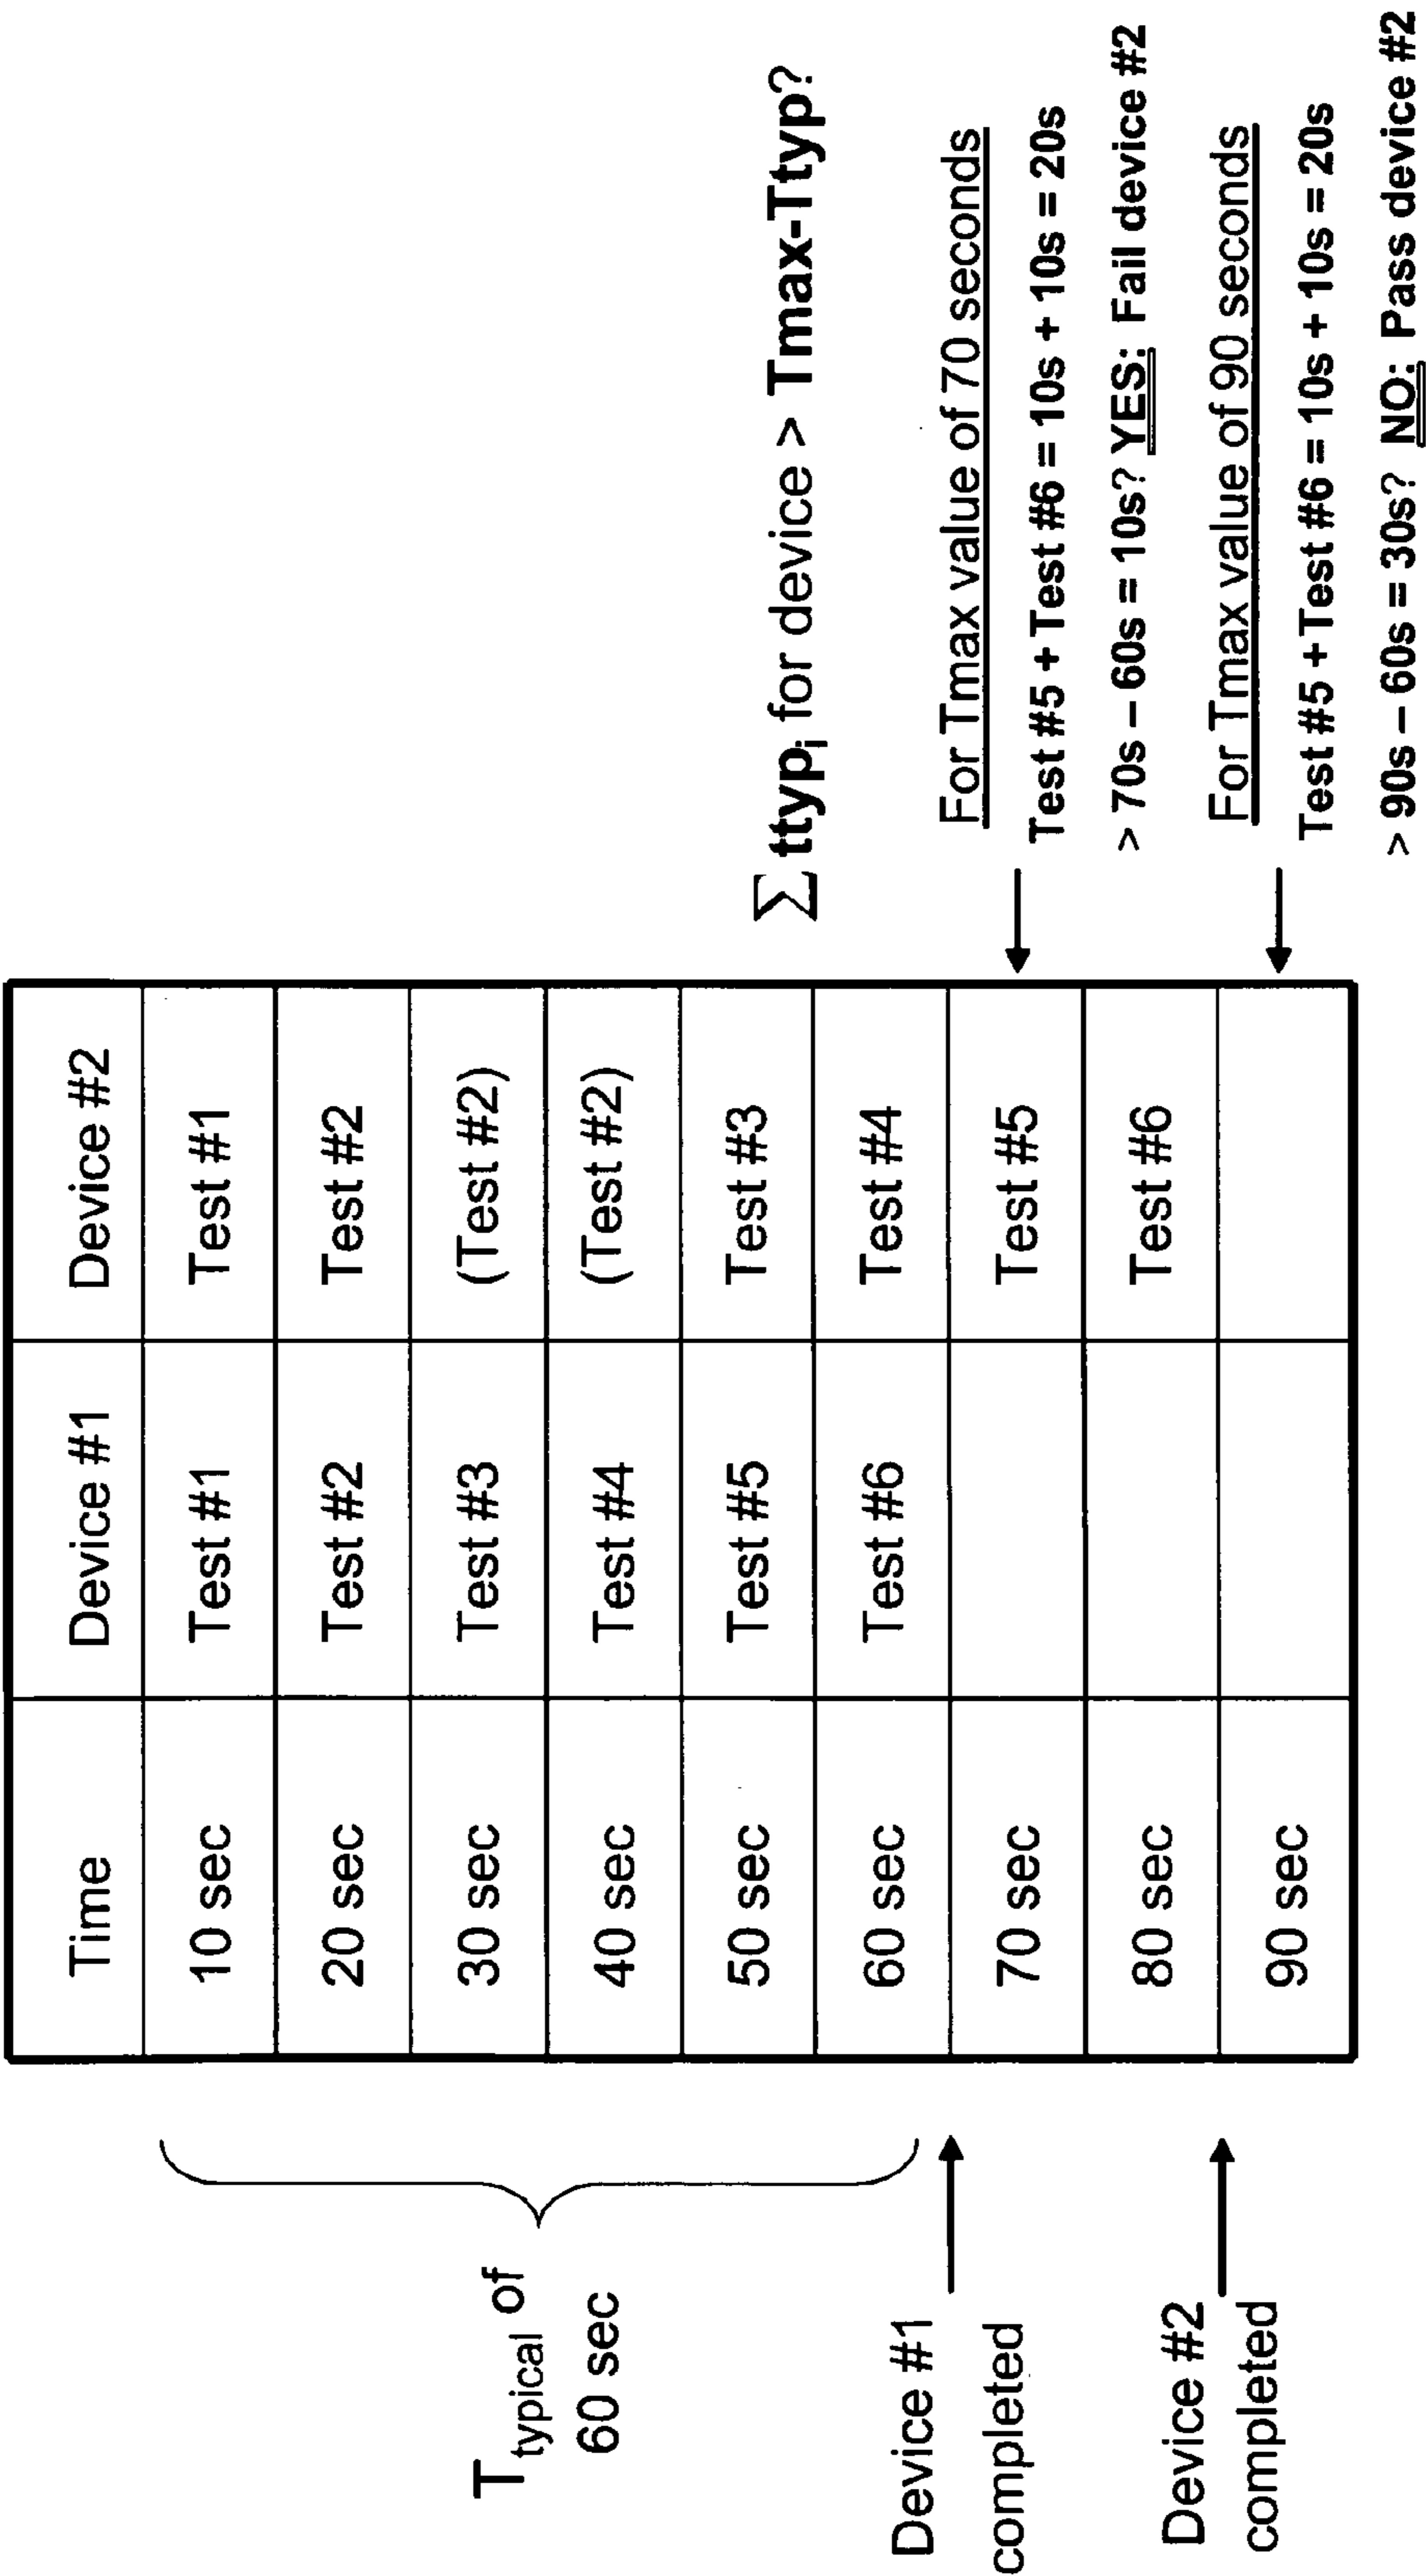 Time Device #1 Device #2
10 sec Test #1 Test #1
20 sec Test #2 Test #2
30 sec Test #3 (Test #2)
40 sec Test #4 (Test #2)
50 sec Test #5 Test #3
60 sec Test #6 Test #4
70 sec Test #5
80 sec Test #6
90 sec
Ttypical of
60 sec
Device #1
completed
Device #2
completed
∑ ttypi for device > Tmax-Ttyp?
For Tmax value of 70 seconds
Test #5 + Test #6 = 10s + 10s = 20s
> 70s – 60s = 10s? YES: Fail device #2
For Tmax value of 90 seconds
Test #5 + Test #6 = 10s + 10s = 20s
> 90s – 60s = 30s? NO: Pass device #2